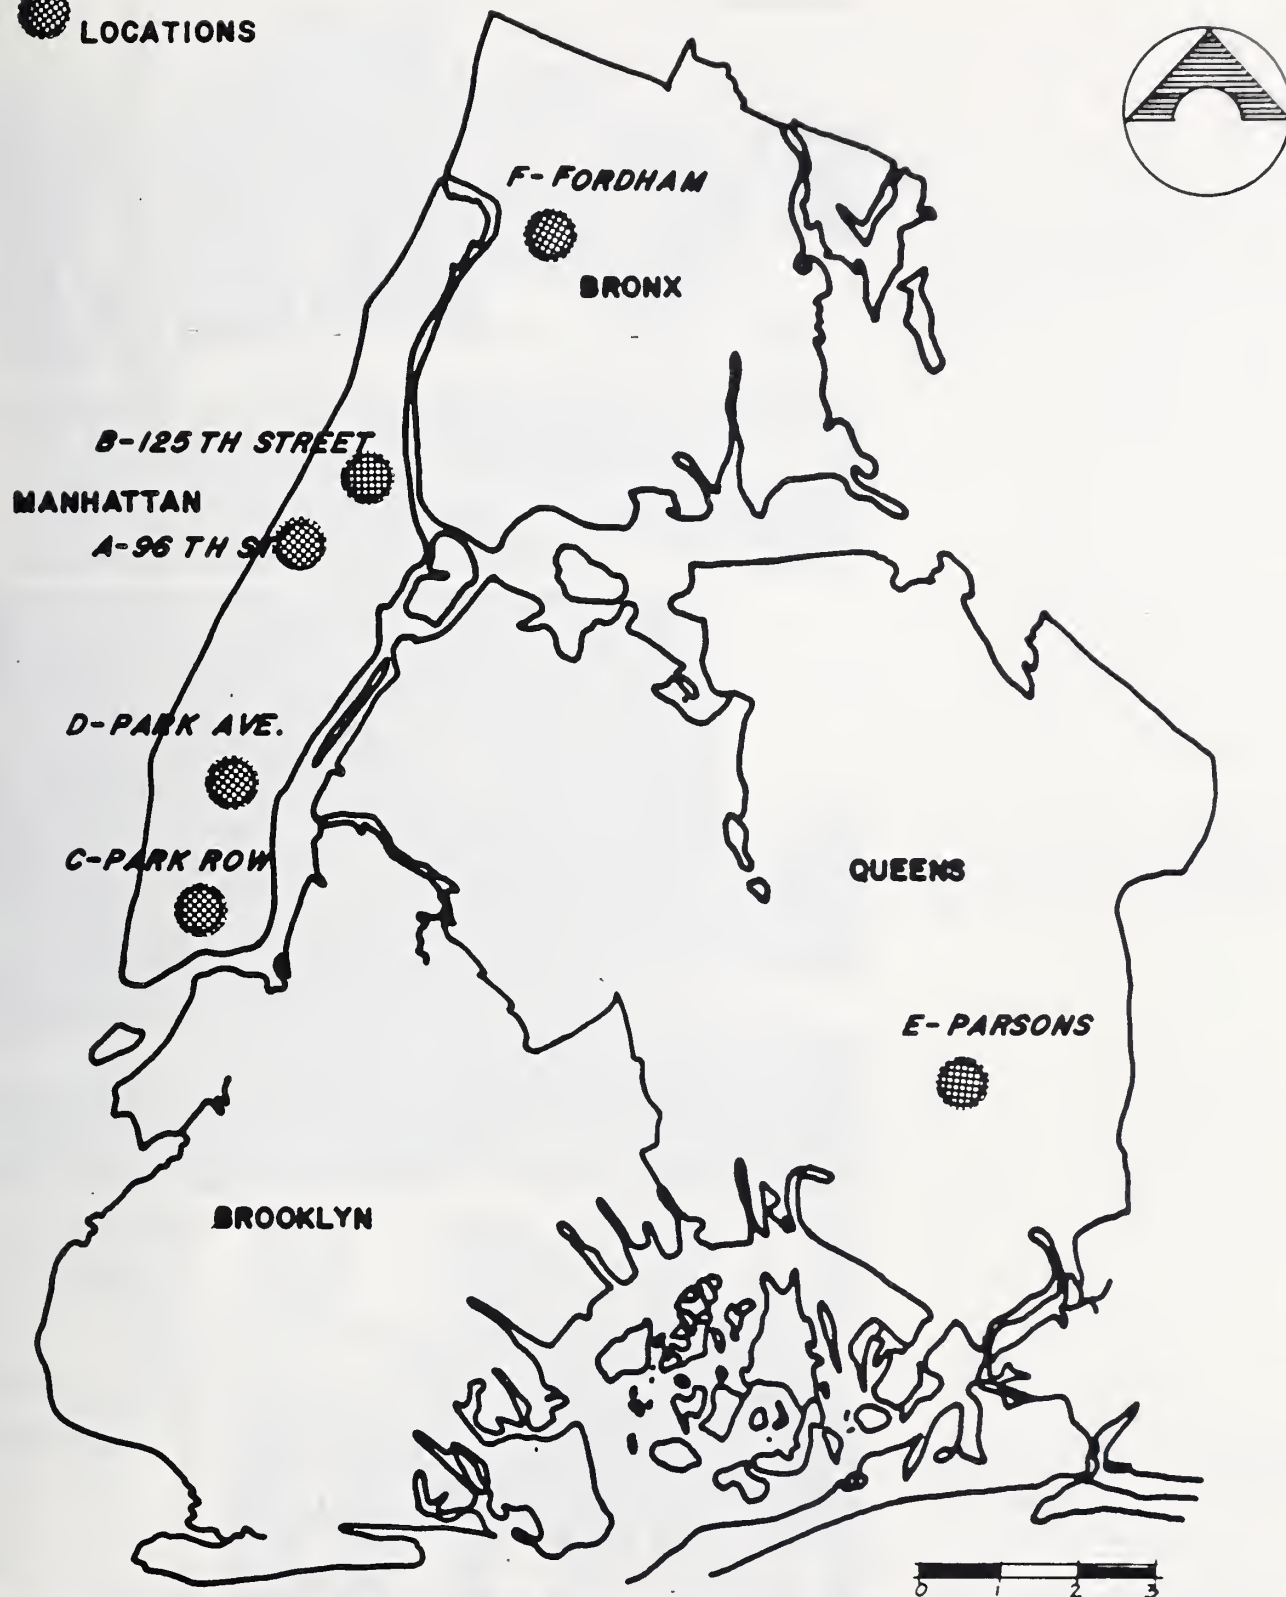 LOCATIONS
F-FORDHAM
BRONX
B-125 TH STREET
MANHATTAN
A-96 TH ST
D-PARK AVE.
C-PARK ROW
QUEENS
E-PARSONS
BROOKLYN
0 1 2 3